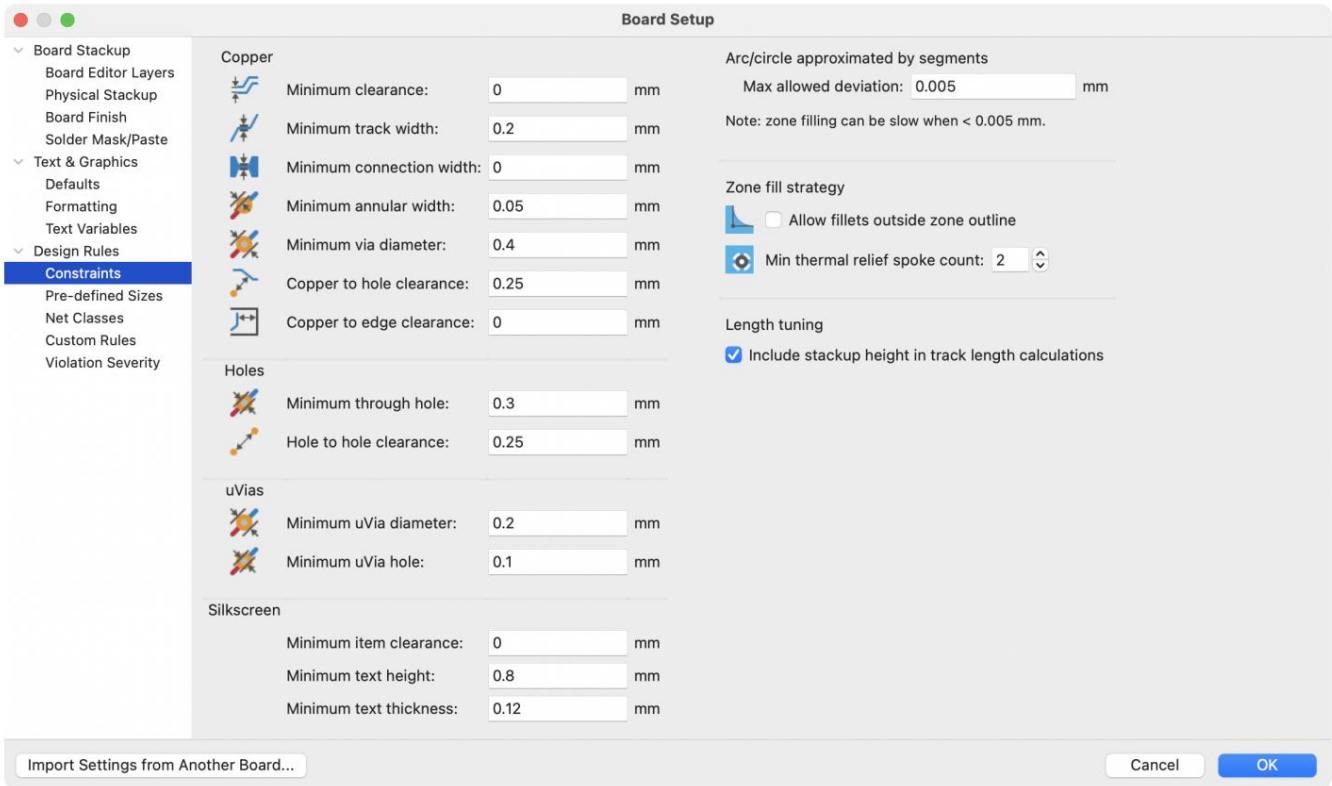 Board Setup
Board Stackup
Board Editor Layers
Physical Stackup
Board Finish
Solder Mask/Paste
Text & Graphics
Defaults
Formatting
Text Variables
Design Rules
Constraints
Pre-defined Sizes
Net Classes
Custom Rules
Violation Severity
Copper
Minimum clearance: 0 mm
Minimum track width: 0.2 mm
Minimum connection width: 0 mm
Minimum annular width: 0.05 mm
Minimum via diameter: 0.4 mm
Copper to hole clearance: 0.25 mm
Copper to edge clearance: 0 mm
Holes
Minimum through hole: 0.3 mm
Hole to hole clearance: 0.25 mm
uVias
Minimum uVia diameter: 0.2 mm
Minimum uVia hole: 0.1 mm
Silkscreen
Minimum item clearance: 0 mm
Minimum text height: 0.8 mm
Minimum text thickness: 0.12 mm
Arc/circle approximated by segments
Max allowed deviation: 0.005 mm
Note: zone filling can be slow when < 0.005 mm.
Zone fill strategy
Allow fillets outside zone outline
Min thermal relief spoke count: 2
Length tuning
Include stackup height in track length calculations
Import Settings from Another Board...
Cancel
OK